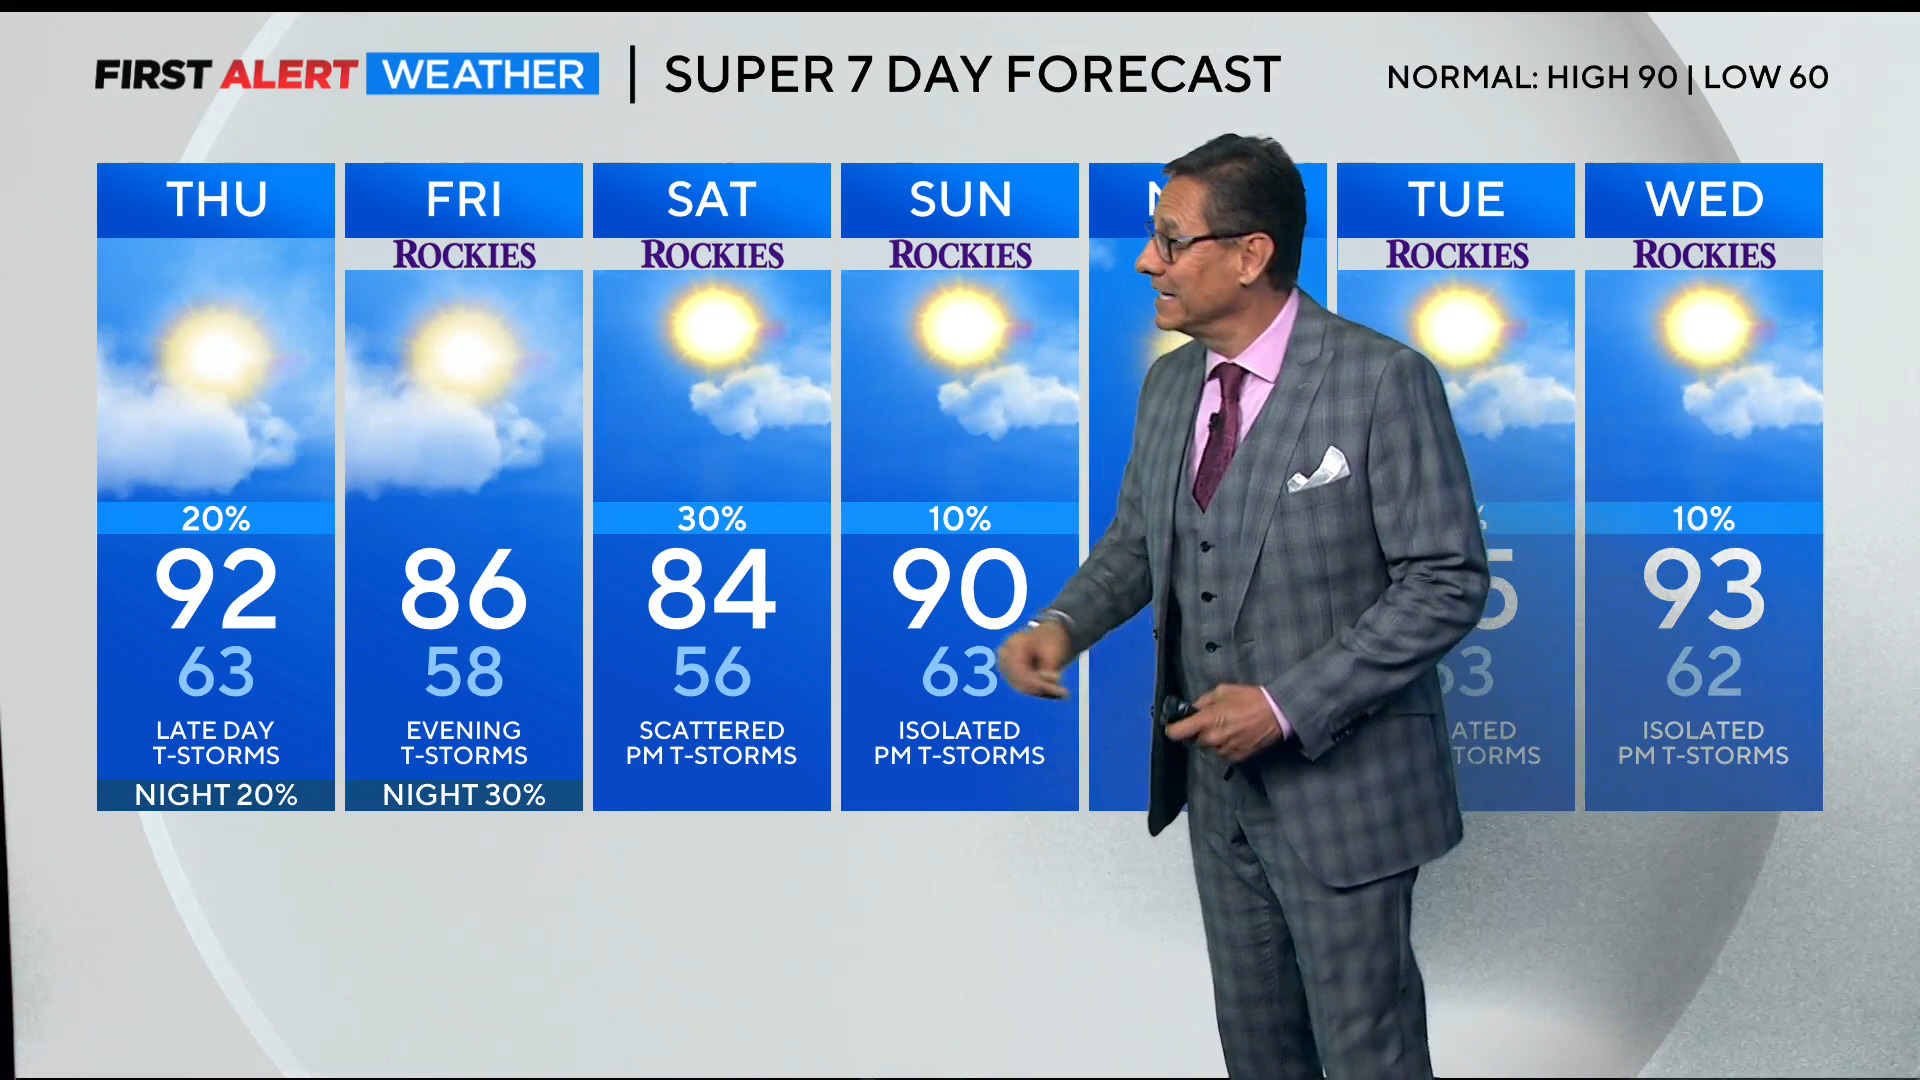 FIRST ALERT WEATHER | SUPER 7 DAY FORECAST
NORMAL: HIGH 90 | LOW 60
THU
20%
92
63
LATE DAY
T-STORMS
NIGHT 20%
FRI
ROCKIES
86
58
EVENING
T-STORMS
NIGHT 30%
SAT
ROCKIES
30%
84
56
SCATTERED
PM T-STORMS
SUN
ROCKIES
10%
90
63
ISOLATED
PM T-STORMS
TUE
ROCKIES
WED
ROCKIES
10%
93
62
ISOLATED
PM T-STORMS